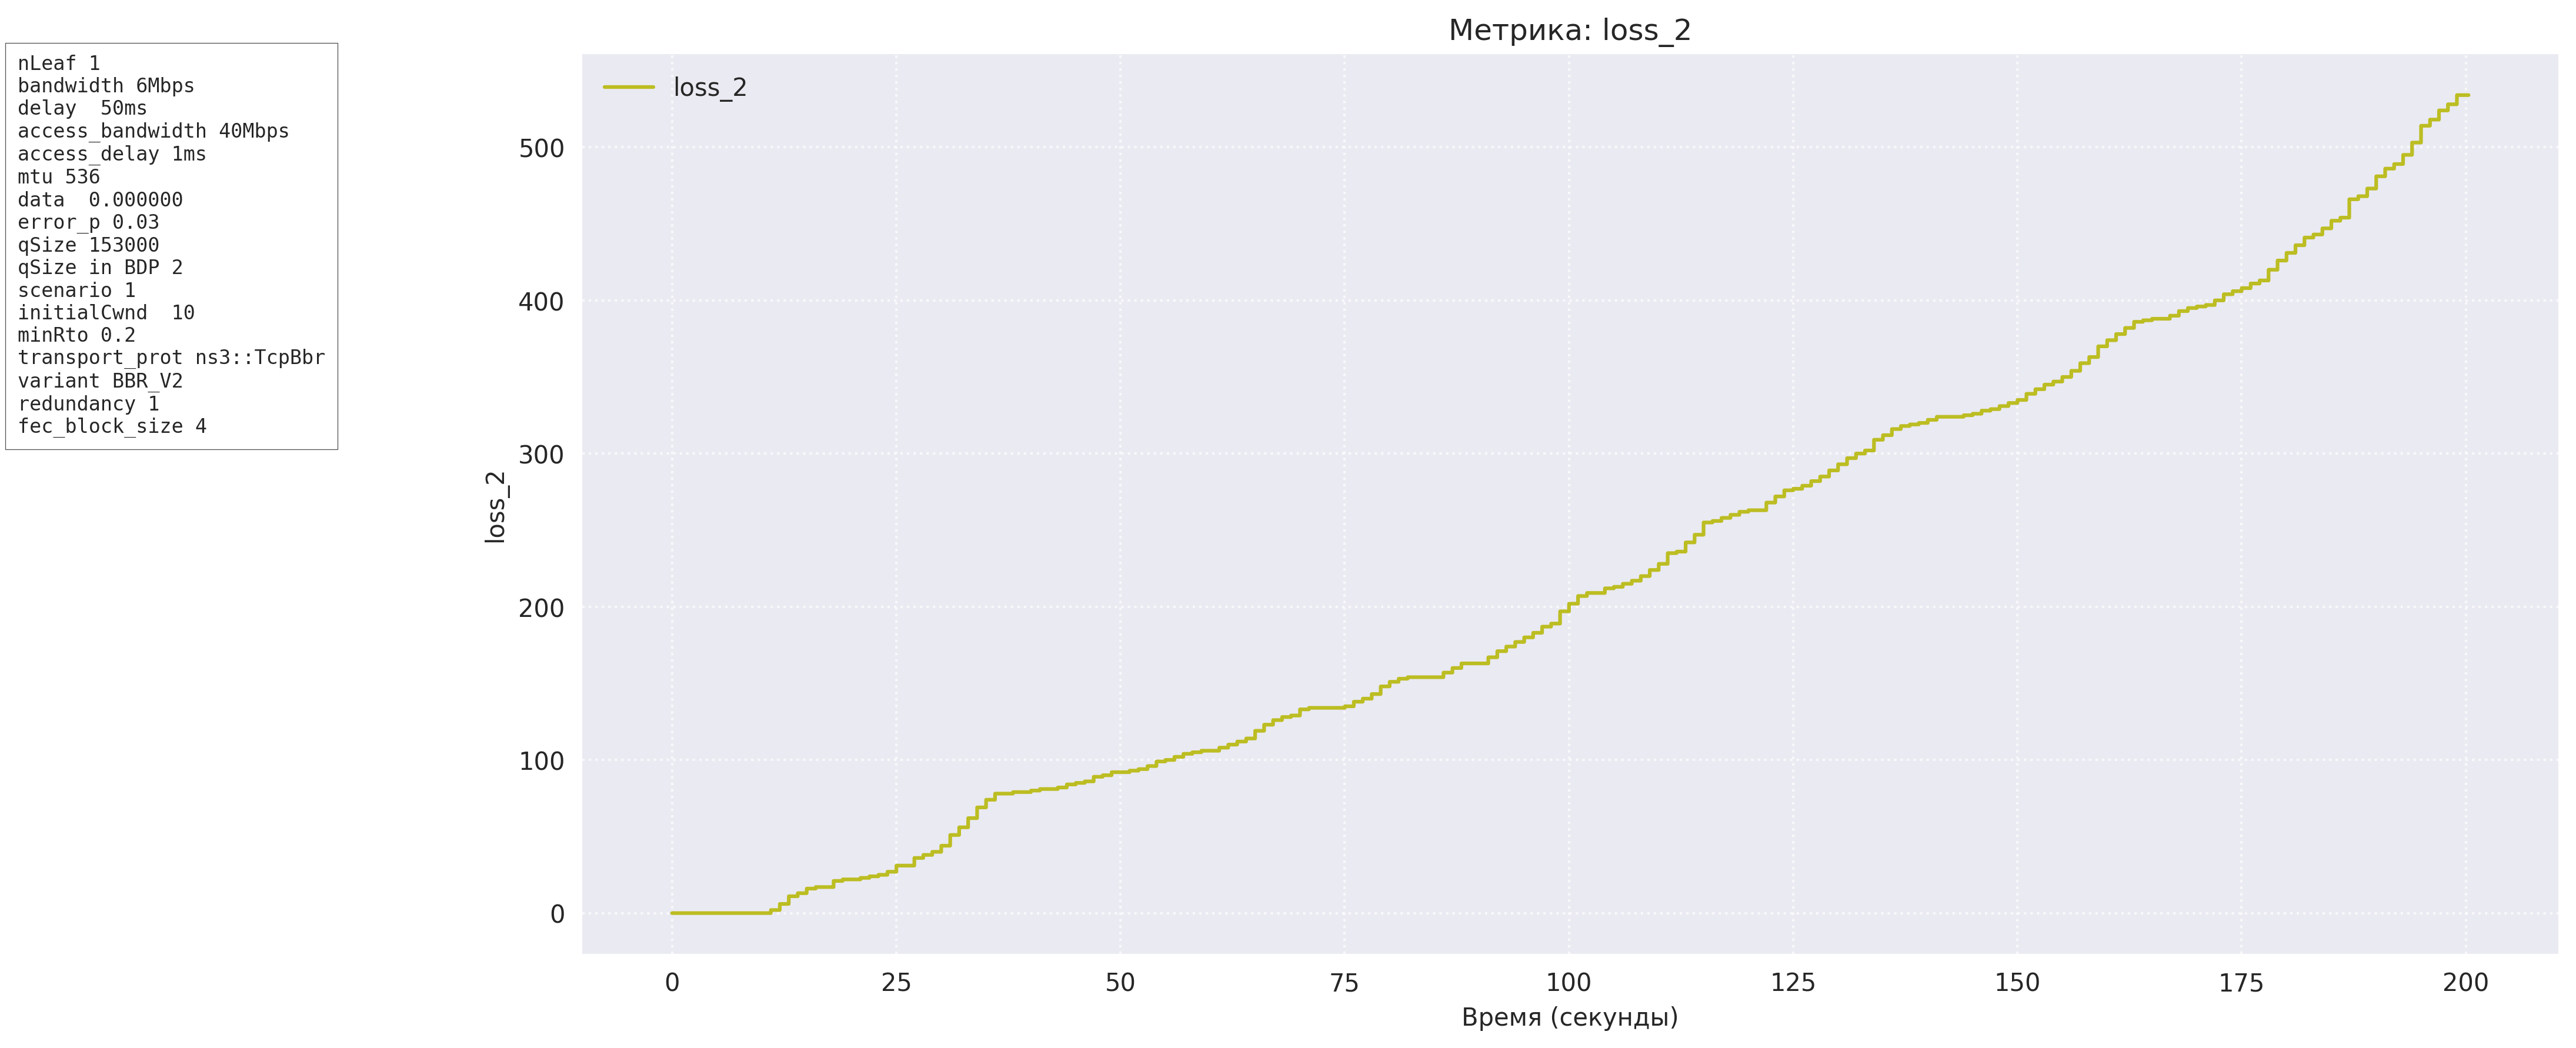 nLeaf 1
bandwidth 6Mbps
delay  50ms
access_bandwidth 40Mbps
access_delay 1ms
mtu 536
data  0.000000
error_p 0.03
qSize 153000
qSize in BDP 2
scenario 1
initialCwnd  10
minRto 0.2
transport_prot ns3::TcpBbr
variant BBR_V2
redundancy 1
fec_block_size 4
Метрика: loss_2
loss_2
loss_2
500
400
300
200
100
0
0 25 50 75 100 125 150 175 200
Время (секунды)